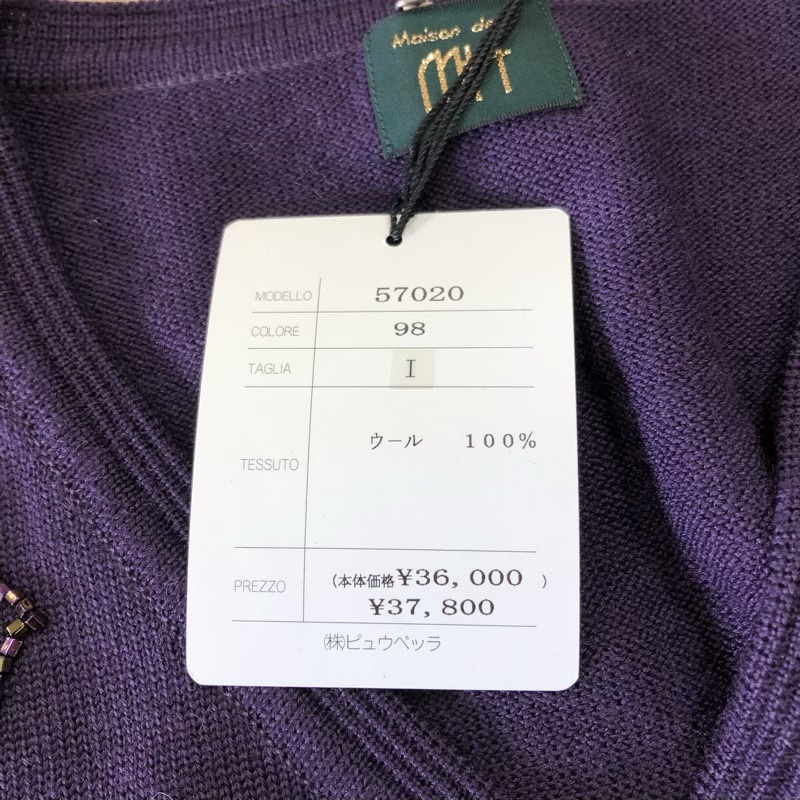 Maison de
MODELLO 57020
COLORE 98
TAGLIA I
TESSUTO ウール 100%
PREZZO (本体価格¥36,000 )
¥37,800
㈱ピュウベッラ